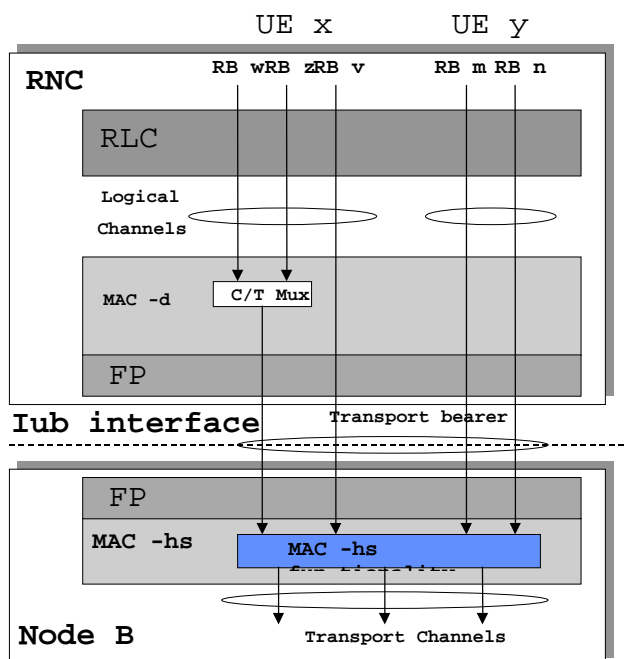 UE x UE y
RB w RB z RB v RB m RB n
RNC
RLC
Logical
Channels
MAC -d
C/T Mux
FP
Iub interface
Transport bearer
FP
MAC -hs
MAC -hs
Node B
Transport Channels